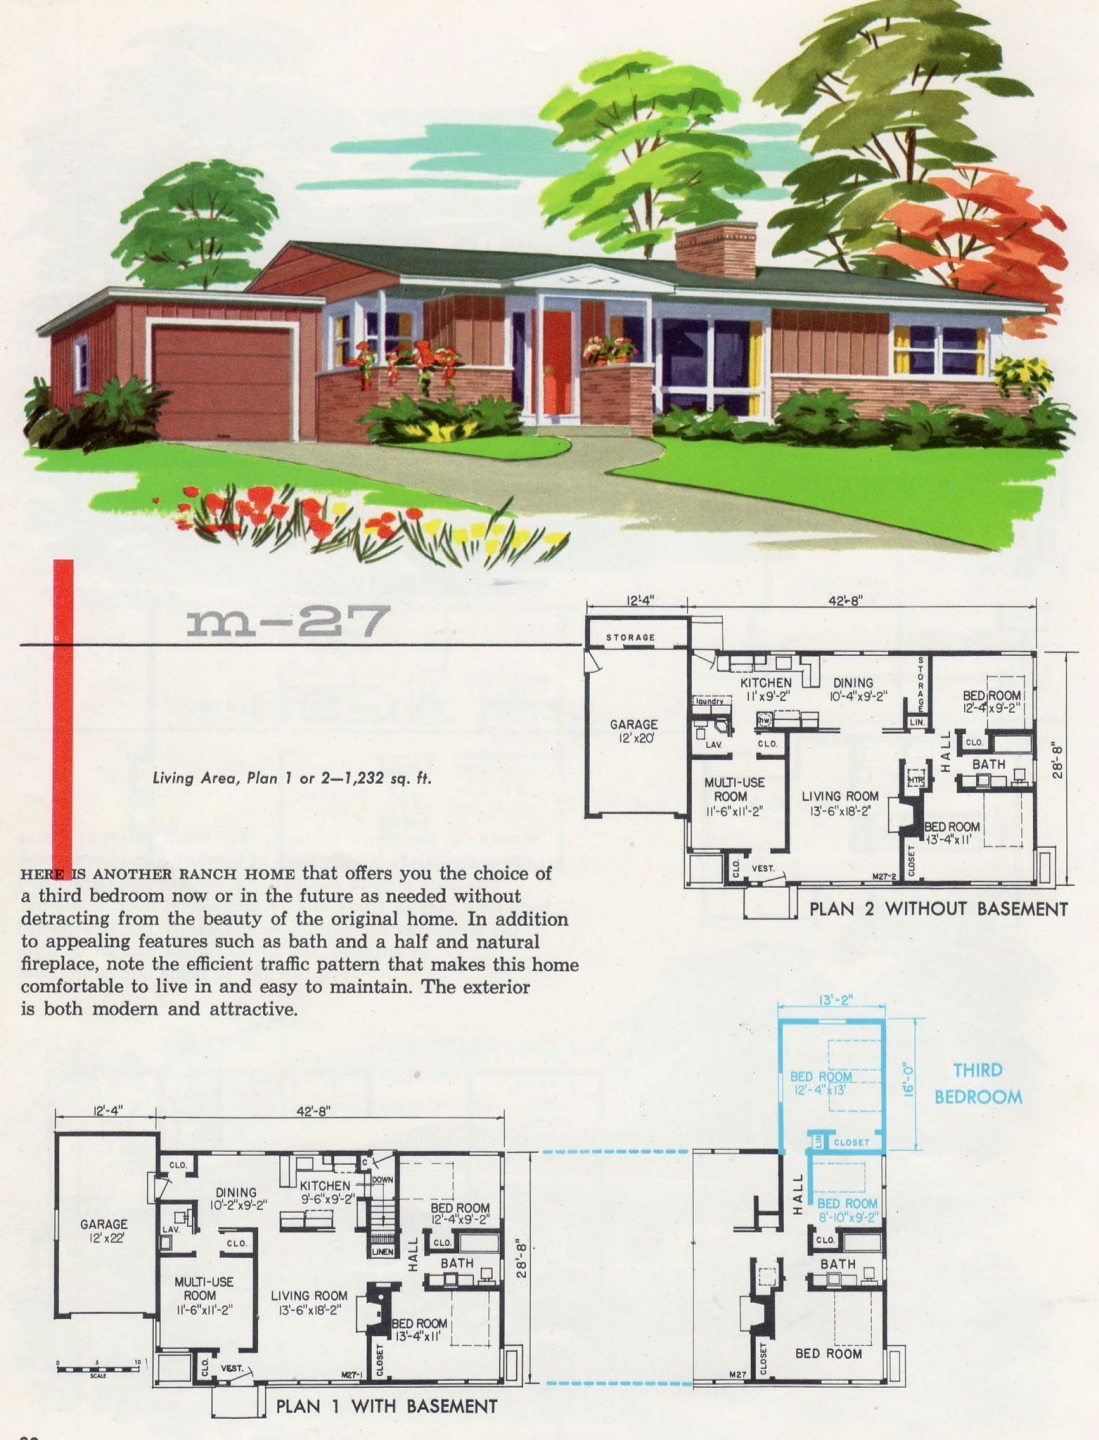 m-27
Living Area, Plan 1 or 2—1,232 sq. ft.
HERE IS ANOTHER RANCH HOME that offers you the choice of
a third bedroom now or in the future as needed without
detracting from the beauty of the original home. In addition
to appealing features such as bath and a half and natural
fireplace, note the efficient traffic pattern that makes this home
comfortable to live in and easy to maintain. The exterior
is both modern and attractive.
12'-4"
42'-8"
STORAGE
KITCHEN
11'x9'-2"
DINING
10'-4"x9'-2"
STORAGE
BED ROOM
12'-4"x9'-2"
laundry
hw
LIN.
GARAGE
12'x20'
LAV.
CLO.
HALL
CLO.
BATH
28'-8"
MULTI-USE
ROOM
11'-6"x11'-2"
LIVING ROOM
13'-6"x18'-2"
HTR
BED ROOM
13'-4"x11'
CLO.
VEST.
CLOSET
M27-2
PLAN 2 WITHOUT BASEMENT
12'-4"
42'-8"
CLO.
C
DOWN
DINING
10'-2"x9'-2"
KITCHEN
9'-6"x9'-2"
BED ROOM
12'-4"x9'-2"
GARAGE
12'x22'
LAV.
CLO.
LINEN
HALL
CLO.
BATH
28'-8"
MULTI-USE
ROOM
11'-6"x11'-2"
LIVING ROOM
13'-6"x18'-2"
BED ROOM
13'-4"x11'
CLO.
VEST.
CLOSET
M27-1
0 5 10
SCALE
PLAN 1 WITH BASEMENT
13'-2"
BED ROOM
12'-4"x13'
16'-0"
THIRD
BEDROOM
LIN
CLOSET
HALL
BED ROOM
8'-10"x9'-2"
CLO.
BATH
BED ROOM
CLOSET
M27